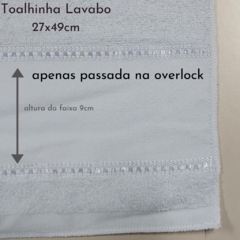 Toalhinha Lavabo
27x49cm
apenas passada na overlock
altura da faixa 9cm